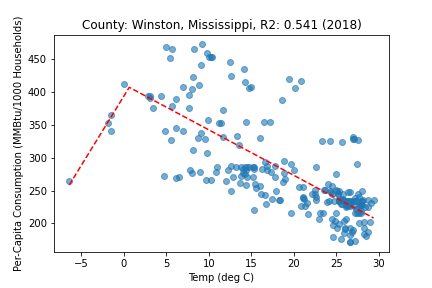 County: Winston, Mississippi, R2: 0.541 (2018)
Per-Capita Consumption (MMBtu/1000 Households)
450
400
350
300
250
200
−5 0 5 10 15 20 25 30
Temp (deg C)